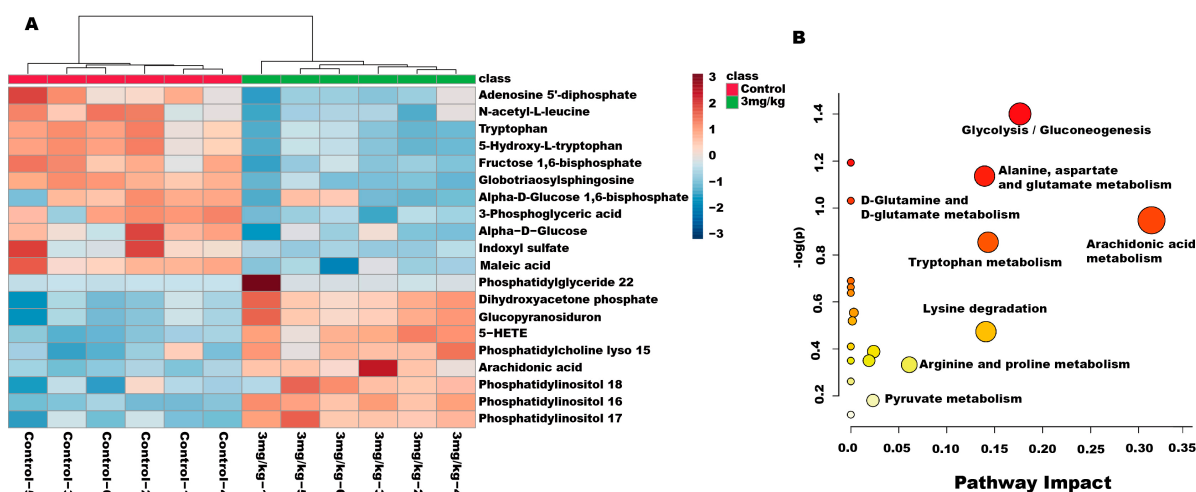 A
class
Adenosine 5'-diphosphate
N-acetyl-L-leucine
Tryptophan
5-Hydroxy-L-tryptophan
Fructose 1,6-bisphosphate
Globotriaosylsphingosine
Alpha-D-Glucose 1,6-bisphosphate
3-Phosphoglyceric acid
Alpha-D-Glucose
Indoxyl sulfate
Maleic acid
Phosphatidylglyceride 22
Dihydroxyacetone phosphate
Glucopyranosiduron
5-HETE
Phosphatidylcholine lyso 15
Arachidonic acid
Phosphatidylinositol 18
Phosphatidylinositol 16
Phosphatidylinositol 17
3
2
1
0
-1
-2
-3
class
Control
3mg/kg
B
-log(p)
1.4
1.2
1.0
0.8
0.6
0.4
0.2
Glycolysis / Gluconeogenesis
Alanine, aspartate
and glutamate metabolism
D-Glutamine and
D-glutamate metabolism
Arachidonic acid
metabolism
Tryptophan metabolism
Lysine degradation
Arginine and proline metabolism
Pyruvate metabolism
0.0 0.05 0.10 0.15 0.20 0.25 0.30 0.35
Pathway Impact